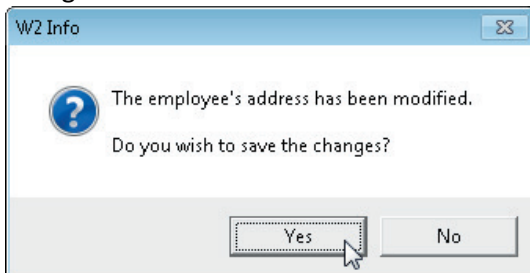 W2 Info
The employee's address has been modified.
Do you wish to save the changes?
Yes
No